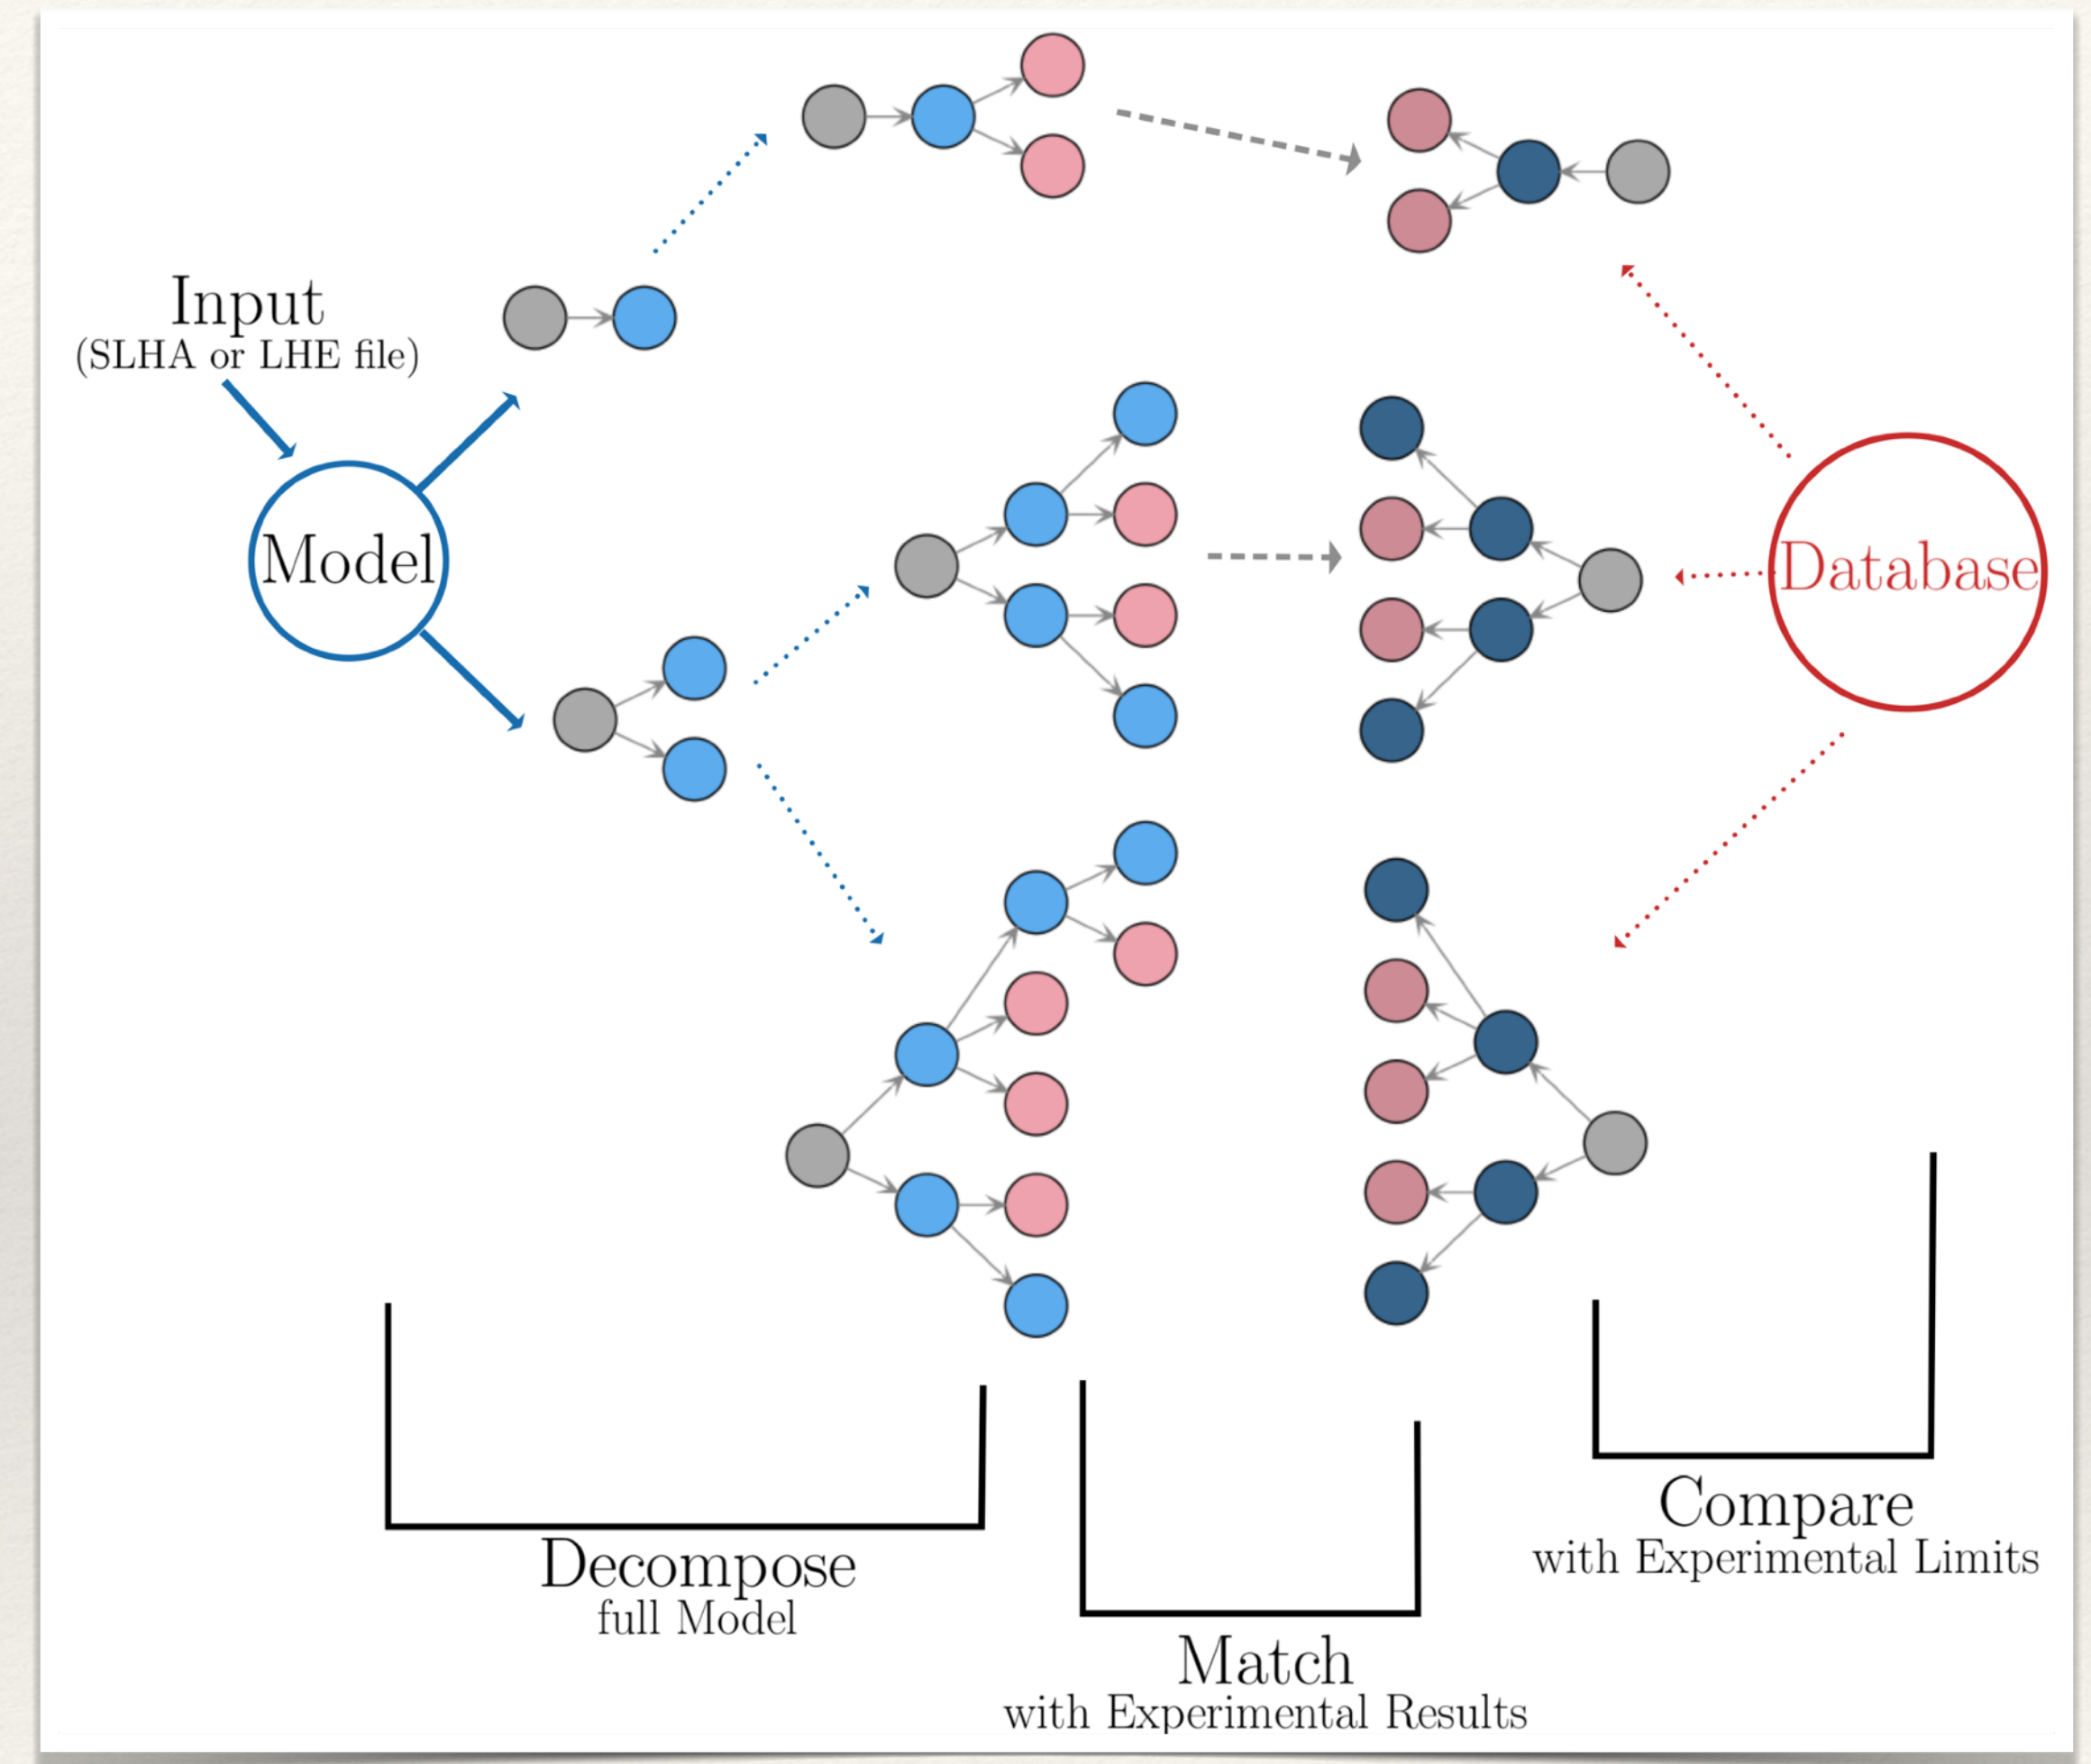 Input
(SLHA or LHE file)
Model
Database
Decompose
full Model
Match
with Experimental Results
Compare
with Experimental Limits